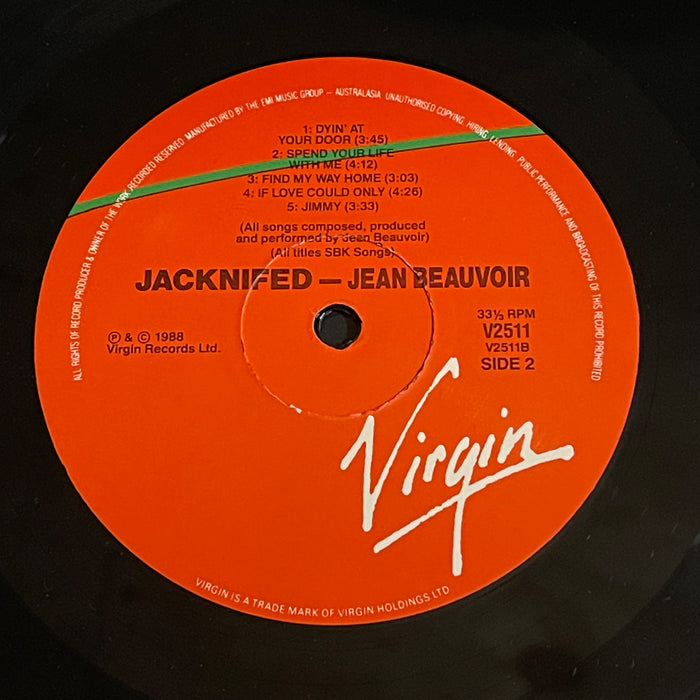 ALL RIGHTS OF RECORD PRODUCER & OWNER OF THE WORK RECORDED RESERVED. MANUFACTURED BY THE EMI MUSIC GROUP – AUSTRALASIA. UNAUTHORISED COPYING, HIRING, LENDING, PUBLIC PERFORMANCE AND BROADCASTING OF THIS RECORD PROHIBITED
1: DYIN' AT
YOUR DOOR (3:45)
2: SPEND YOUR LIFE
WITH ME (4:12)
3: FIND MY WAY HOME (3:03)
4: IF LOVE COULD ONLY (4:26)
5: JIMMY (3:33)
(All songs composed, produced
and performed by Jean Beauvoir)
(All titles SBK Songs)
JACKNIFED – JEAN BEAUVOIR
℗ & © 1988
Virgin Records Ltd.
33⅓ RPM
V2511
V2511B
SIDE 2
Virgin
VIRGIN IS A TRADE MARK OF VIRGIN HOLDINGS LTD